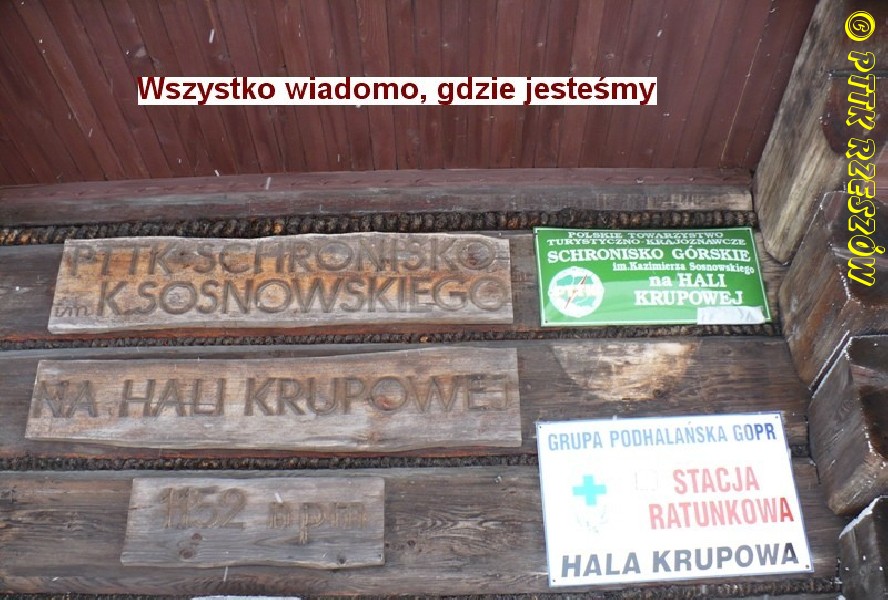 Wszystko wiadomo, gdzie jesteśmy
© PTTK RZESZÓW
PTTK SCHRONISKO
im. K.SOSNOWSKIEGO
NA HALI KRUPOWEJ
1152 npm
POLSKIE TOWARZYSTWO
TURYSTYCZNO-KRAJOZNAWCZE
SCHRONISKO GÓRSKIE
im.Kazimierza Sosnowskiego
na HALI
KRUPOWEJ
GRUPA PODHALAŃSKA GOPR
STACJA
RATUNKOWA
HALA KRUPOWA